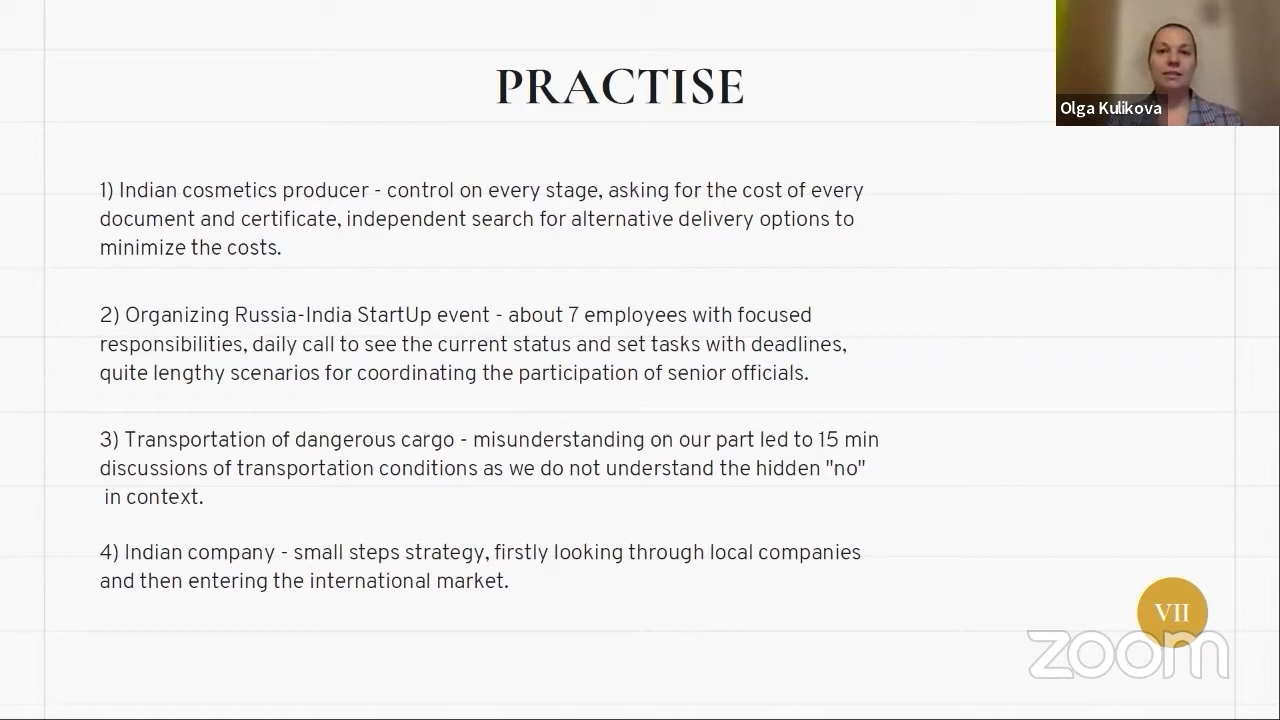 PRACTISE
Olga Kulikova
1) Indian cosmetics producer - control on every stage, asking for the cost of every
document and certificate, independent search for alternative delivery options to
minimize the costs.
2) Organizing Russia-India StartUp event - about 7 employees with focused
responsibilities, daily call to see the current status and set tasks with deadlines,
quite lengthy scenarios for coordinating the participation of senior officials.
3) Transportation of dangerous cargo - misunderstanding on our part led to 15 min
discussions of transportation conditions as we do not understand the hidden "no"
in context.
4) Indian company - small steps strategy, firstly looking through local companies
and then entering the international market.
VII
zoom